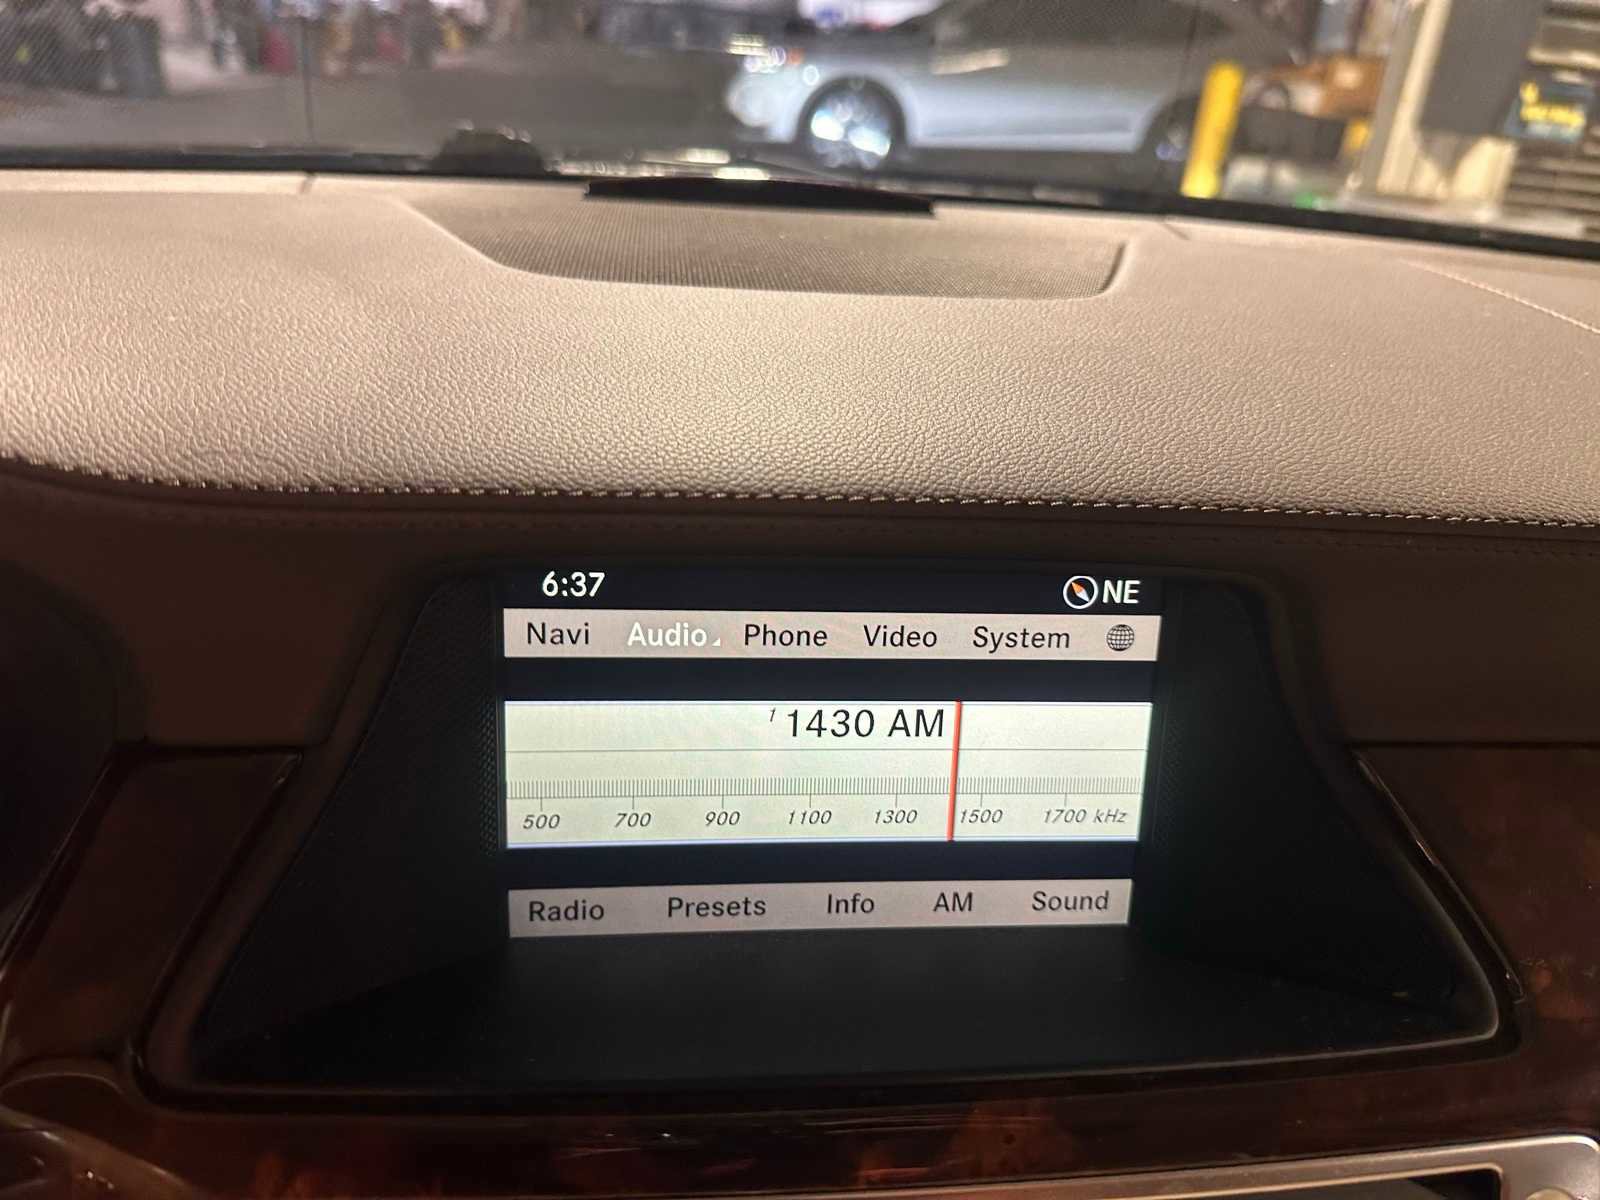 6:37 NE
Navi Audio Phone Video System
1 1430 AM
500 700 900 1100 1300 1500 1700 kHz
Radio Presets Info AM Sound